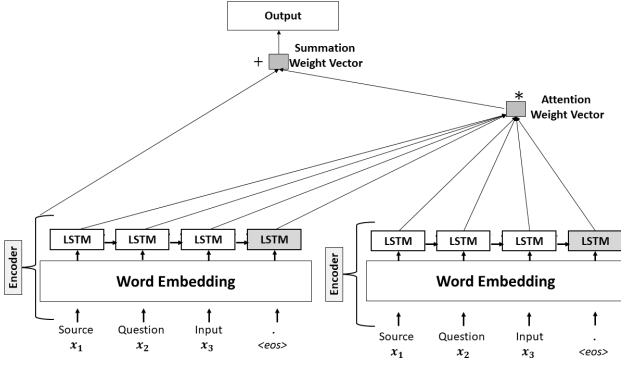 Output
+ Summation
Weight Vector
* Attention
Weight Vector
Encoder
LSTM LSTM LSTM LSTM
Word Embedding
Source Question Input .
x₁ x₂ x₃ <eos>
Encoder
LSTM LSTM LSTM LSTM
Word Embedding
Source Question Input .
x₁ x₂ x₃ <eos>